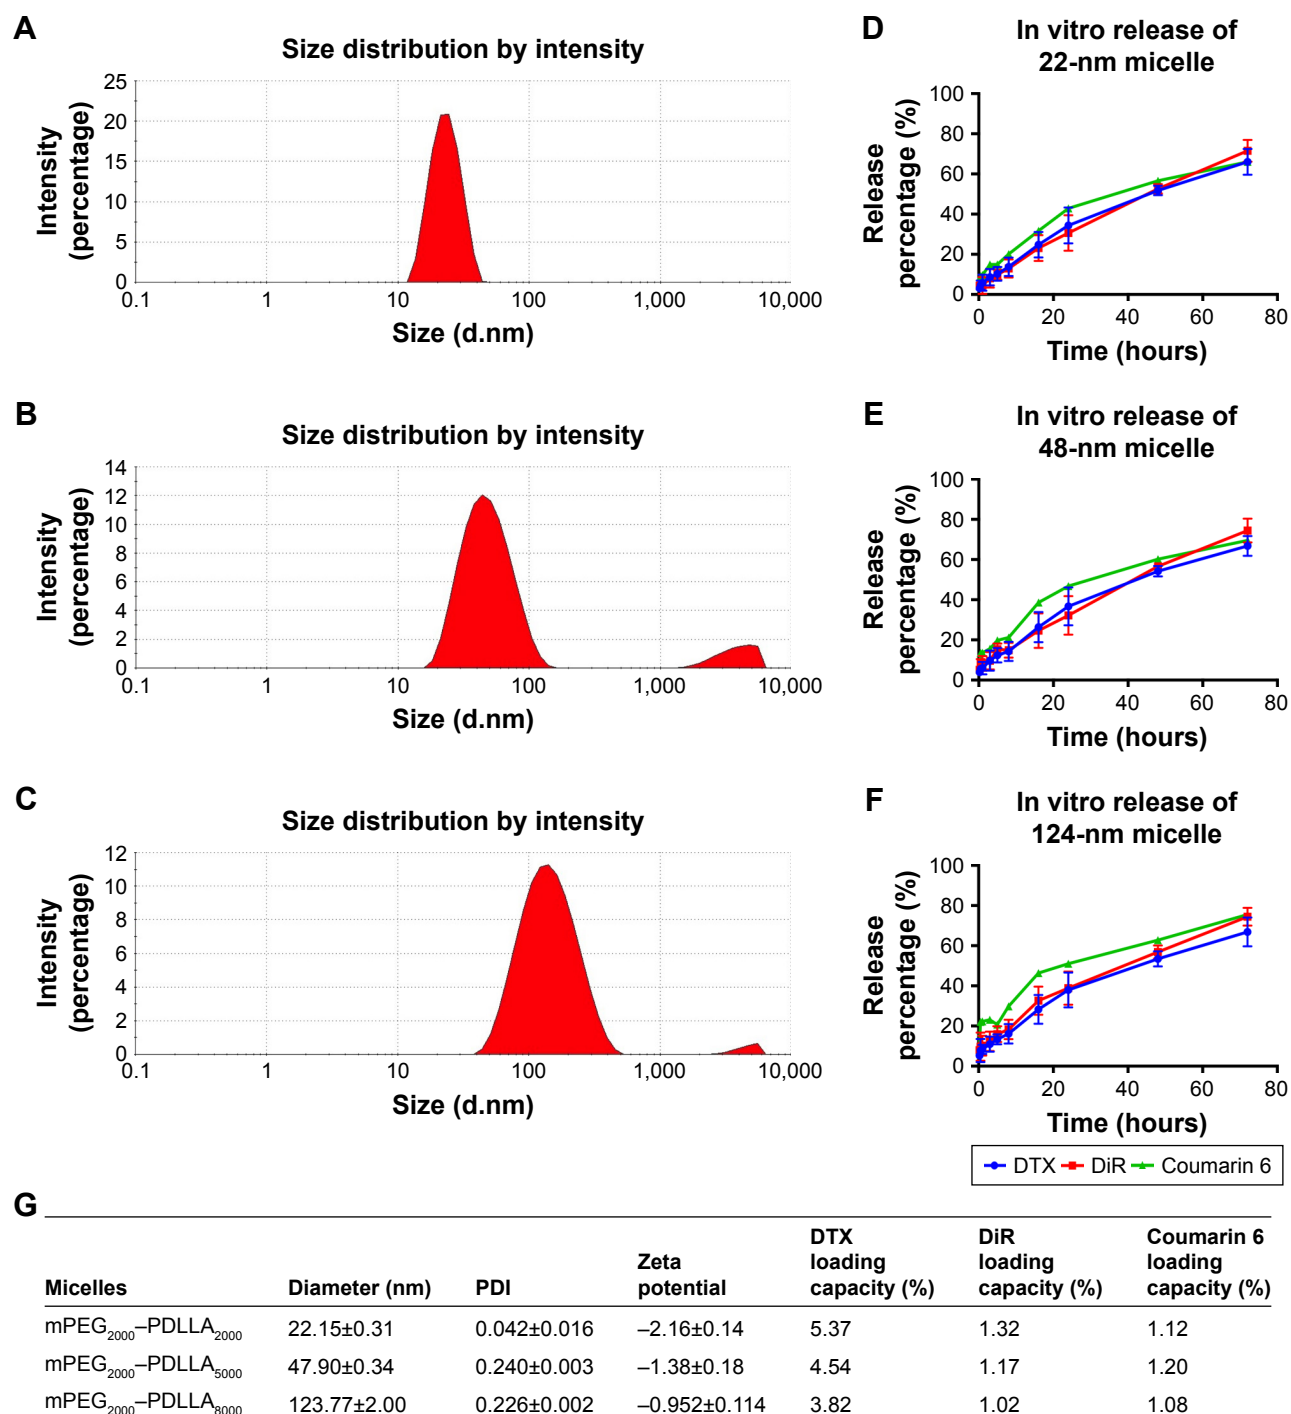 A
Size distribution by intensity
Intensity
(percentage)
25
20
15
10
5
0
0.1 1 10 100 1,000 10,000
Size (d.nm)
D
In vitro release of
22-nm micelle
Release
percentage (%)
100
80
60
40
20
0
0 20 40 60 80
Time (hours)
B
Size distribution by intensity
Intensity
(percentage)
14
12
10
8
6
4
2
0
0.1 1 10 100 1,000 10,000
Size (d.nm)
E
In vitro release of
48-nm micelle
Release
percentage (%)
100
80
60
40
20
0
0 20 40 60 80
Time (hours)
C
Size distribution by intensity
Intensity
(percentage)
12
10
8
6
4
2
0
0.1 1 10 100 1,000 10,000
Size (d.nm)
F
In vitro release of
124-nm micelle
Release
percentage (%)
100
80
60
40
20
0
0 20 40 60 80
Time (hours)
DTX DiR Coumarin 6
G
Micelles Diameter (nm) PDI Zeta potential DTX loading capacity (%) DiR loading capacity (%) Coumarin 6 loading capacity (%)
mPEG2000–PDLLA2000 22.15±0.31 0.042±0.016 –2.16±0.14 5.37 1.32 1.12
mPEG2000–PDLLA5000 47.90±0.34 0.240±0.003 –1.38±0.18 4.54 1.17 1.20
mPEG2000–PDLLA8000 123.77±2.00 0.226±0.002 –0.952±0.114 3.82 1.02 1.08